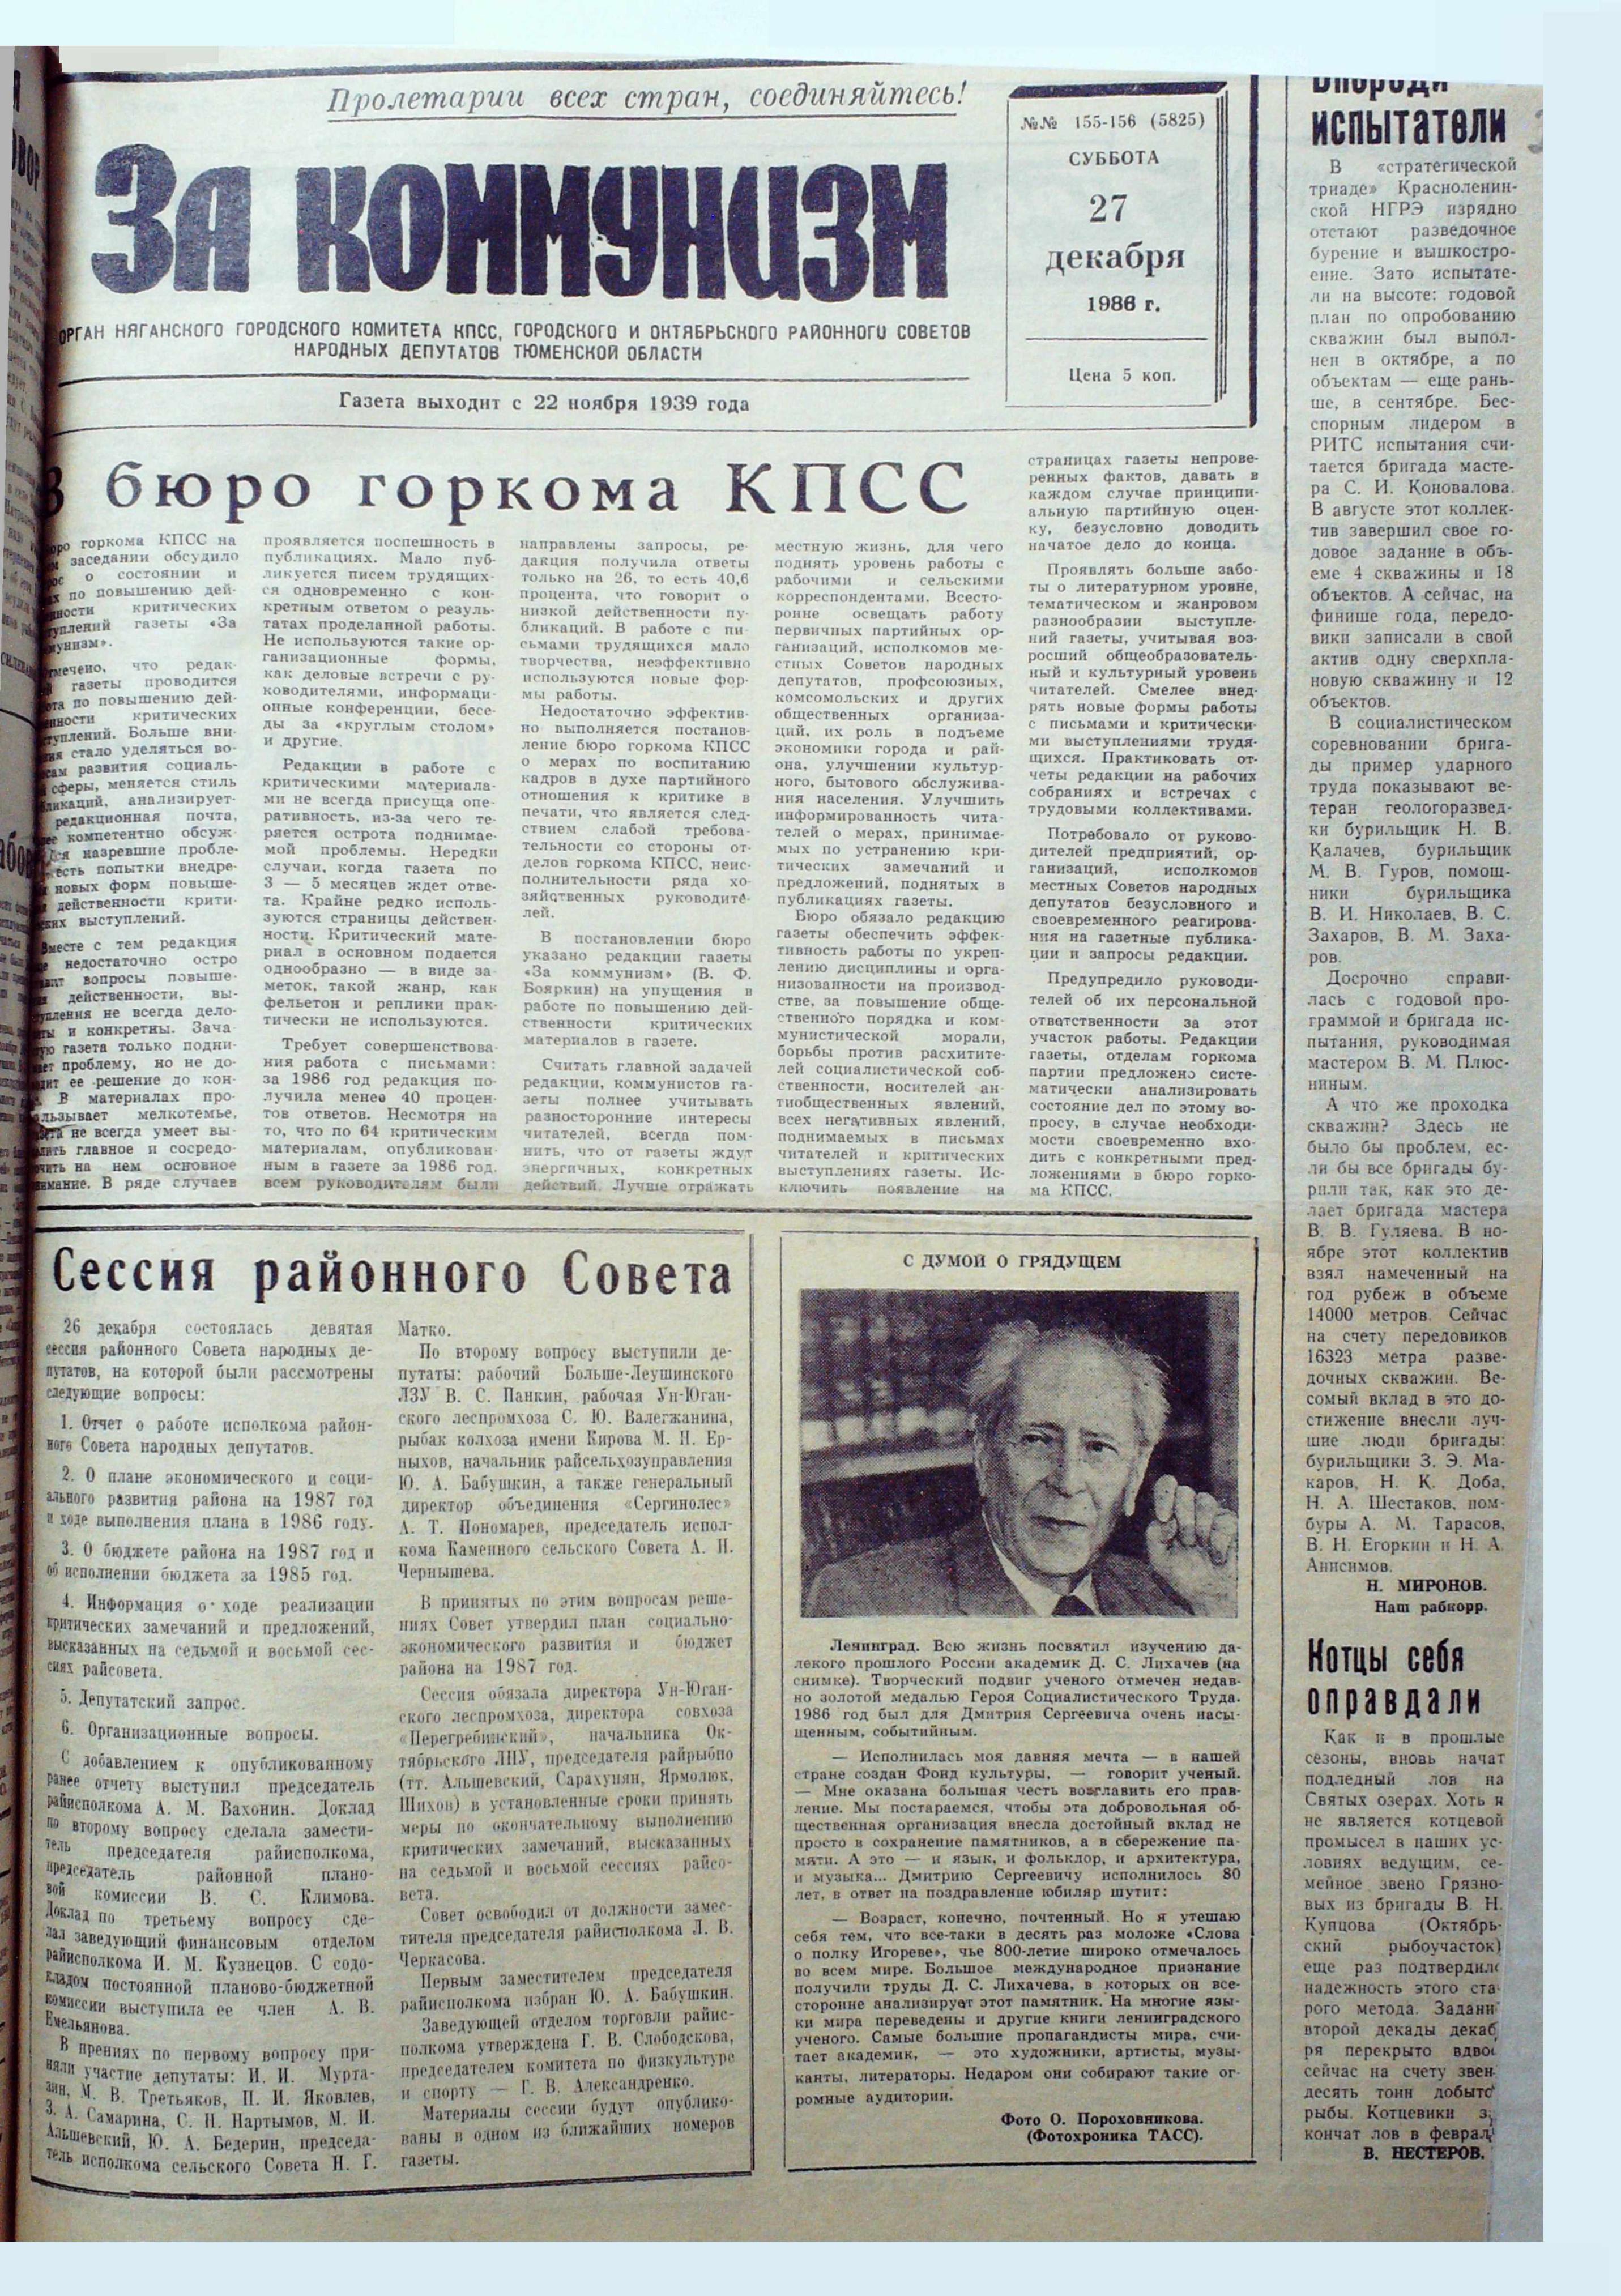 Пролетарии всех стран, соединяйтесь!
За коммунизм
ОРГАН НЯГАНСКОГО ГОРОДСКОГО КОМИТЕТА КПСС, ГОРОДСКОГО И ОКТЯБРЬСКОГО РАЙОННОГО СОВЕТОВ
НАРОДНЫХ ДЕПУТАТОВ ТЮМЕНСКОЙ ОБЛАСТИ
Газета выходит с 22 ноября 1939 года
№№ 155-156 (5825)
СУББОТА
27
декабря
1986 г.
Цена 5 коп.
В бюро горкома КПСС
горкома КПСС на
заседании обсудило
о состоянии и
по повышению дей-
критических
газеты «За
что редак-
газеты проводится
по повышению дей-
критических
Больше вни-
стало уделяться во-
развития социаль-
сферы, меняется стиль
анализирует-
редакционная почта,
компетентно обсуж-
назревшие пробле-
есть попытки внедре-
новых форм повыше-
действенности крити-
выступлений.
Вместе с тем редакция
недостаточно остро
вопросы повыше-
действенности, вы-
не всегда дело-
и конкретны. Зача-
газета только подни-
проблему, но не до-
ее решение до кон-
В материалах про-
мелкотемье,
не всегда умеет вы-
главное и сосредо-
на нем основное
внимание. В ряде случаев
проявляется поспешность в
публикациях. Мало пуб-
ликуется писем трудящих-
ся одновременно с кон-
кретным ответом о резуль-
татах проделанной работы.
Не используются такие ор-
ганизационные формы,
как деловые встречи с ру-
ководителями, информаци-
онные конференции, бесе-
ды за «круглым столом»
и другие.
Редакции в работе с
критическими материала-
ми не всегда присуща опе-
ративность, из-за чего те-
ряется острота поднимае-
мой проблемы. Нередки
случаи, когда газета по
3 — 5 месяцев ждет отве-
та. Крайне редко исполь-
зуются страницы действен-
ности. Критический мате-
риал в основном подается
однообразно — в виде за-
меток, такой жанр, как
фельетон и реплики прак-
тически не используются.
Требует совершенствова-
ния работа с письмами:
за 1986 год редакция по-
лучила менее 40 процен-
тов ответов. Несмотря на
то, что по 64 критическим
материалам, опубликован-
ным в газете за 1986 год,
всем руководителям были
направлены запросы, ре-
дакция получила ответы
только на 26, то есть 40,6
процента, что говорит о
низкой действенности пу-
бликаций. В работе с пи-
сьмами трудящихся мало
творчества, неэффективно
используются новые фор-
мы работы.
Недостаточно эффектив-
но выполняется постанов-
ление бюро горкома КПСС
о мерах по воспитанию
кадров в духе партийного
отношения к критике в
печати, что является след-
ствием слабой требова-
тельности со стороны от-
делов горкома КПСС, неис-
полнительности ряда хо-
зяйственных руководите-
лей.
В постановлении бюро
указано редакции газеты
«За коммунизм» (В. Ф.
Бояркин) на упущения в
работе по повышению дей-
ственности критических
материалов в газете.
Считать главной задачей
редакции, коммунистов га-
зеты полнее учитывать
разносторонние интересы
читателей, всегда пом-
нить, что от газеты ждут
энергичных, конкретных
действий. Лучше отражать
местную жизнь, для чего
поднять уровень работы с
рабочими и сельскими
корреспондентами. Всесто-
ронне освещать работу
первичных партийных ор-
ганизаций, исполкомов ме-
стных Советов народных
депутатов, профсоюзных,
комсомольских и других
общественных организа-
ций, их роль в подъеме
экономики города и рай-
она, улучшении культур-
ного, бытового обслужива-
ния населения. Улучшить
информированность чита-
телей о мерах, принимае-
мых по устранению кри-
тических замечаний и
предложений, поднятых в
публикациях газеты.
Бюро обязало редакцию
газеты обеспечить эффек-
тивность работы по укреп-
лению дисциплины и орга-
низованности на производ-
стве, за повышение обще-
ственного порядка и ком-
мунистической морали,
борьбы против расхитите-
лей социалистической соб-
ственности, носителей ан-
тиобщественных явлений,
всех негативных явлений,
поднимаемых в письмах
читателей и критических
выступлениях газеты. Ис-
ключить появление на
страницах газеты непрове-
ренных фактов, давать в
каждом случае принципи-
альную партийную оцен-
ку, безусловно доводить
начатое дело до конца.
Проявлять больше забо-
ты о литературном уровне,
тематическом и жанровом
разнообразии выступле-
ний газеты, учитывая воз-
росший общеобразователь-
ный и культурный уровень
читателей. Смелее внед-
рять новые формы работы
с письмами и критически-
ми выступлениями трудя-
щихся. Практиковать от-
четы редакции на рабочих
собраниях и встречах с
трудовыми коллективами.
Потребовало от руково-
дителей предприятий, ор-
ганизаций, исполкомов
местных Советов народных
депутатов безусловного и
своевременного реагирова-
ния на газетные публика-
ции и запросы редакции.
Предупредило руководи-
телей об их персональной
ответственности за этот
участок работы. Редакции
газеты, отделам горкома
партии предложено систе-
матически анализировать
состояние дел по этому во-
просу, в случае необходи-
мости своевременно вхо-
дить с конкретными пред-
ложениями в бюро горко-
ма КПСС.
Сессия районного Совета
26 декабря состоялась девятая
сессия районного Совета народных де-
путатов, на которой были рассмотрены
следующие вопросы:
1. Отчет о работе исполкома район-
ного Совета народных депутатов.
2. О плане экономического и соци-
ального развития района на 1987 год
и ходе выполнения плана в 1986 году.
3. О бюджете района на 1987 год и
об исполнении бюджета за 1985 год.
4. Информация о ходе реализации
критических замечаний и предложений,
высказанных на седьмой и восьмой сес-
сиях райсовета.
5. Депутатский запрос.
6. Организационные вопросы.
С добавлением к опубликованному
ранее отчету выступил председатель
райисполкома А. М. Вахонин. Доклад
по второму вопросу сделала замести-
тель председателя райисполкома,
председатель районной плано-
вой комиссии В. С. Климова.
Доклад по третьему вопросу сде-
лал заведующий финансовым отделом
райисполкома И. М. Кузнецов. С содо-
кладом постоянной планово-бюджетной
комиссии выступила ее член А. В.
Емельянова.
В прениях по первому вопросу при-
няли участие депутаты: И. И. Мурта-
зин, М. В. Третьяков, П. И. Яковлев,
З. А. Самарина, С. П. Нартымов, М. И.
Альшевский, Ю. А. Бедерин, председа-
тель исполкома сельского Совета Н. Г.
Матко.
По второму вопросу выступили де-
путаты: рабочий Больше-Леушинского
ЛЗУ В. С. Панкин, рабочая Ун-Юган-
ского леспромхоза С. Ю. Валегжанина,
рыбак колхоза имени Кирова М. Н. Ер-
ныхов, начальник райсельхозуправления
Ю. А. Бабушкин, а также генеральный
директор объединения «Сергинолес»
А. Т. Пономарев, председатель испол-
кома Каменного сельского Совета А. П.
Чернышева.
В принятых по этим вопросам реше-
ниях Совет утвердил план социально-
экономического развития и бюджет
района на 1987 год.
Сессия обязала директора Ун-Юган-
ского леспромхоза, директора совхоза
«Перегребинский», начальника Ок-
тябрьского ЛПУ, председателя райрыбпо
(тт. Альшевский, Сарахунян, Ярмолюк,
Шихов) в установленные сроки принять
меры по окончательному выполнению
критических замечаний, высказанных
на седьмой и восьмой сессиях райсо-
вета.
Совет освободил от должности замес-
тителя председателя райисполкома Л. В.
Черкасова.
Первым заместителем председателя
райисполкома избран Ю. А. Бабушкин.
Заведующей отделом торговли райис-
полкома утверждена Г. В. Слободскова,
председателем комитета по физкультуре
и спорту — Г. В. Александренко.
Материалы сессии будут опублико-
ваны в одном из ближайших номеров
газеты.
С ДУМОЙ О ГРЯДУЩЕМ
Ленинград. Всю жизнь посвятил изучению да-
лекого прошлого России академик Д. С. Лихачев (на
снимке). Творческий подвиг ученого отмечен недав-
но золотой медалью Героя Социалистического Труда.
1986 год был для Дмитрия Сергеевича очень насы-
щенным, событийным.
— Исполнилась моя давняя мечта — в нашей
стране создан Фонд культуры, — говорит ученый.
— Мне оказана большая честь возглавить его прав-
ление. Мы постараемся, чтобы эта добровольная об-
щественная организация внесла достойный вклад не
просто в сохранение памятников, а в сбережение па-
мяти. А это — и язык, и фольклор, и архитектура,
и музыка... Дмитрию Сергеевичу исполнилось 80
лет, в ответ на поздравление юбиляр шутит:
— Возраст, конечно, почтенный. Но я утешаю
себя тем, что все-таки в десять раз моложе «Слова
о полку Игореве», чье 800-летие широко отмечалось
во всем мире. Большое международное признание
получили труды Д. С. Лихачева, в которых он все-
сторонне анализирует этот памятник. На многие язы-
ки мира переведены и другие книги ленинградского
ученого. Самые большие пропагандисты мира, счи-
тает академик, — это художники, артисты, музы-
канты, литераторы. Недаром они собирают такие ог-
ромные аудитории.
Фото О. Пороховникова.
(Фотохроника ТАСС).
Впереди
испытатели
В «стратегической
триаде» Красноленин-
ской НГРЭ изрядно
отстают разведочное
бурение и вышкостро-
ение. Зато испытате-
ли на высоте: годовой
план по опробованию
скважин был выпол-
нен в октябре, а по
объектам — еще рань-
ше, в сентябре. Бес-
спорным лидером в
РИТС испытания счи-
тается бригада масте-
ра С. И. Коновалова.
В августе этот коллек-
тив завершил свое го-
довое задание в объ-
еме 4 скважины и 18
объектов. А сейчас, на
финише года, передо-
вики записали в свой
актив одну сверхпла-
новую скважину и 12
объектов.
В социалистическом
соревновании брига-
ды пример ударного
труда показывают ве-
теран геологоразвед-
ки бурильщик Н. В.
Калачев, бурильщик
М. В. Гуров, помощ-
ники бурильщика
В. И. Николаев, В. С.
Захаров, В. М. Заха-
ров.
Досрочно справи-
лась с годовой про-
граммой и бригада ис-
пытания, руководимая
мастером В. М. Плюс-
ниным.
А что же проходка
скважин? Здесь не
было бы проблем, ес-
ли бы все бригады бу-
рили так, как это де-
лает бригада мастера
В. В. Гуляева. В но-
ябре этот коллектив
взял намеченный на
год рубеж в объеме
14000 метров. Сейчас
на счету передовиков
16323 метра разве-
дочных скважин. Ве-
сомый вклад в это до-
стижение внесли луч-
шие люди бригады:
бурильщики З. Э. Ма-
каров, Н. К. Доба,
Н. А. Шестаков, пом-
буры А. М. Тарасов,
В. Н. Егоркин и Н. А.
Анисимов.
Н. МИРОНОВ.
Наш рабкорр.
Котцы себя
оправдали
Как и в прошлые
сезоны, вновь начат
подледный лов на
Святых озерах. Хоть и
не является котцевой
промысел в наших ус-
ловиях ведущим, се-
мейное звено Грязно-
вых из бригады В. Н.
Купцова (Октябрь-
ский рыбоучасток)
еще раз подтвердило
надежность этого ста-
рого метода. Задание
второй декады декаб-
ря перекрыто вдвое
сейчас на счету звена
десять тонн добытой
рыбы. Котцевики за-
кончат лов в феврале.
В. НЕСТЕРОВ.